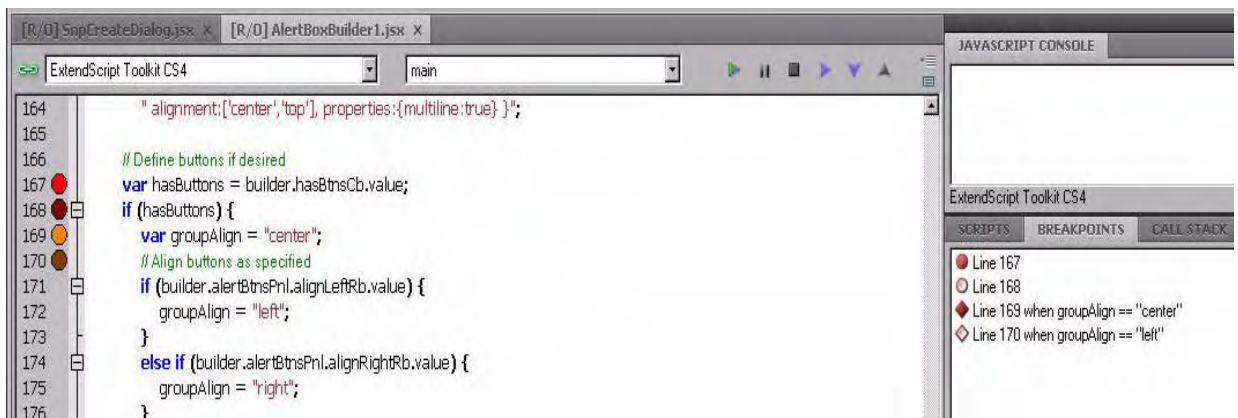 [R/O] SnpCreateDialog.jsx X
[R/O] AlertBoxBuilder1.jsx X
ExtendScript Toolkit CS4
main
164 " alignment:['center','top'], properties:{multiline:true} }";
165
166 // Define buttons if desired
167 var hasButtons = builder.hasBtnsCb.value;
168 if (hasButtons) {
169 var groupAlign = "center";
170 // Align buttons as specified
171 if (builder.alertBtnsPnl.alignLeftRb.value) {
172 groupAlign = "left";
173 }
174 else if (builder.alertBtnsPnl.alignRightRb.value) {
175 groupAlign = "right";
176 }
JAVASCRIPT CONSOLE
ExtendScript Toolkit CS4
SCRIPTS BREAKPOINTS CALL STACK
Line 167
Line 168
Line 169 when groupAlign == "center"
Line 170 when groupAlign == "left"